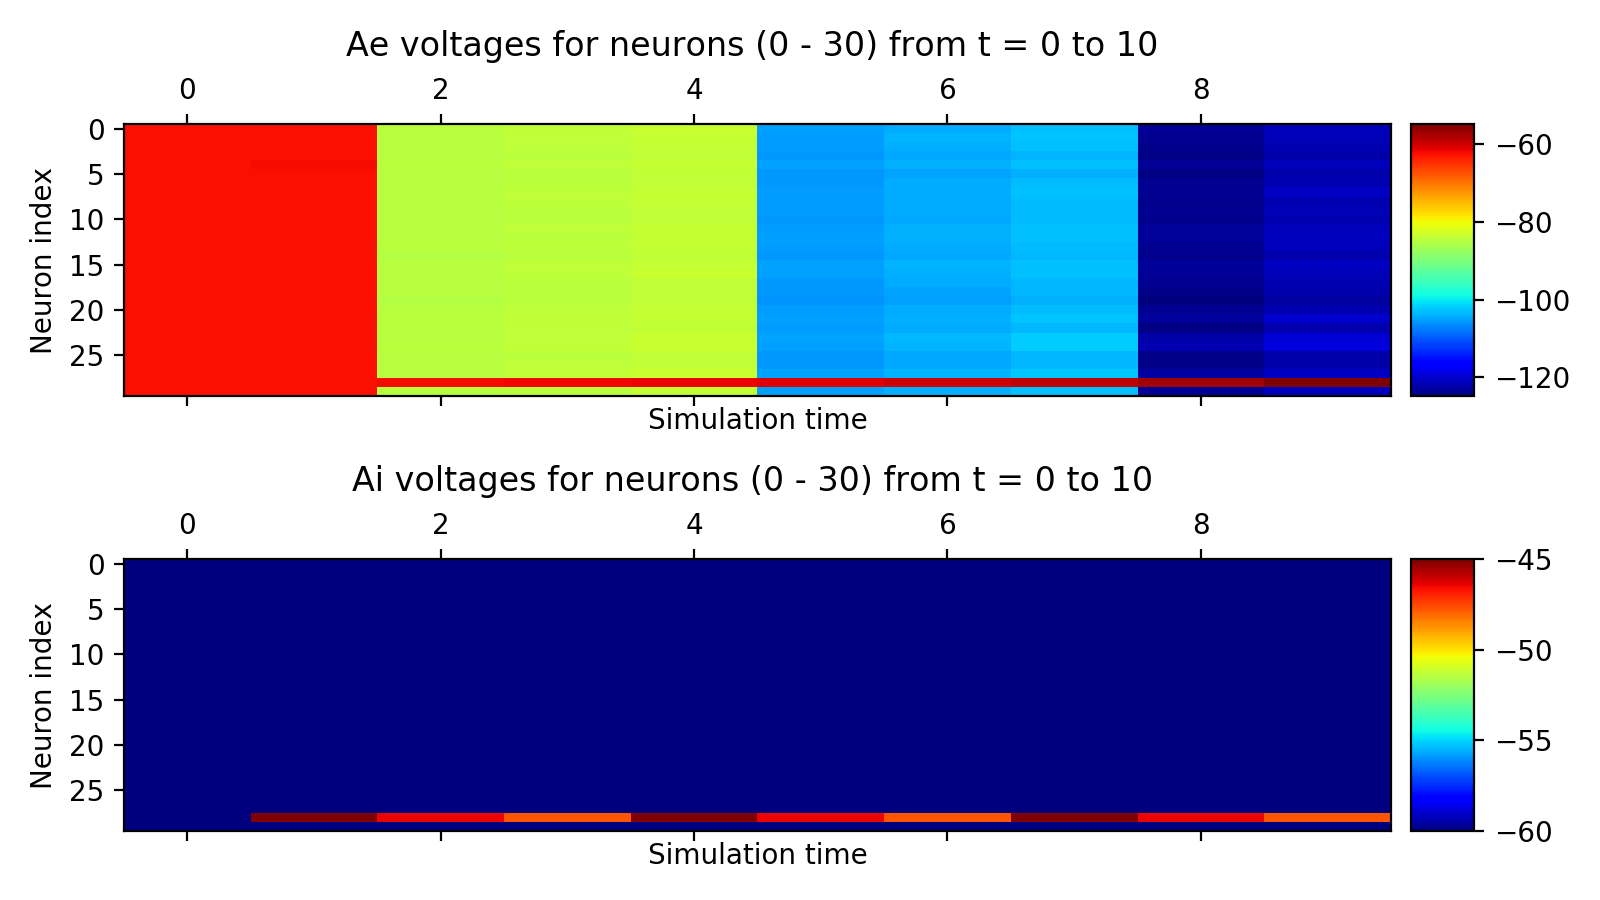 Ae voltages for neurons (0 - 30) from t = 0 to 10
0 2 4 6 8
Neuron index
0
5
10
15
20
25
−60
−80
−100
−120
Simulation time
Ai voltages for neurons (0 - 30) from t = 0 to 10
0 2 4 6 8
Neuron index
0
5
10
15
20
25
−45
−50
−55
−60
Simulation time